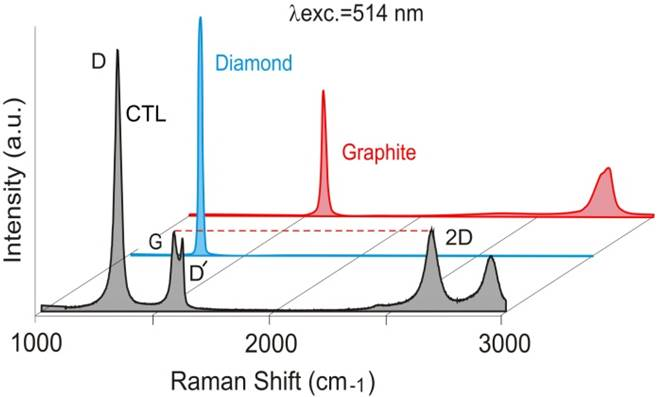 λexc.=514 nm
D
Diamond
CTL
Graphite
Intensity (a.u.)
G
2D
D´
1000
2000
3000
Raman Shift (cm-1)